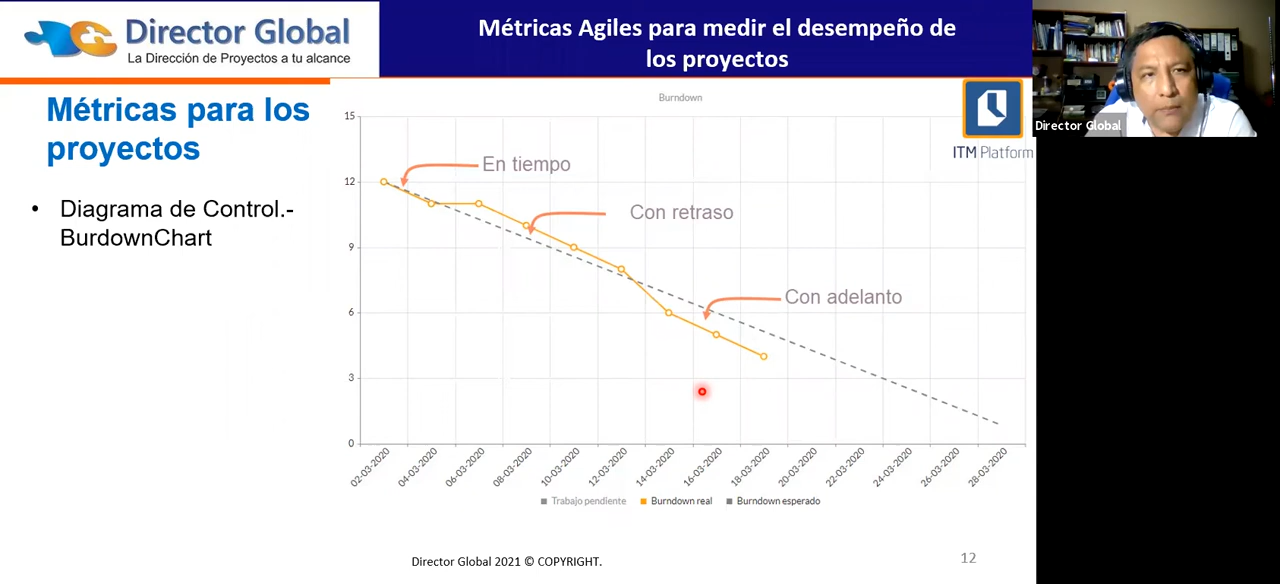 Director Global
La Dirección de Proyectos a tu alcance
Métricas Agiles para medir el desempeño de
los proyectos
Director Global
ITM Platform
Métricas para los
proyectos
• Diagrama de Control.-
BurdownChart
Burndown
15
12
9
6
3
0
En tiempo
Con retraso
Con adelanto
02-03-2020
04-03-2020
06-03-2020
08-03-2020
10-03-2020
12-03-2020
14-03-2020
16-03-2020
18-03-2020
20-03-2020
22-03-2020
24-03-2020
26-03-2020
28-03-2020
Trabajo pendiente Burndown real Burndown esperado
Director Global 2021 © COPYRIGHT.
12